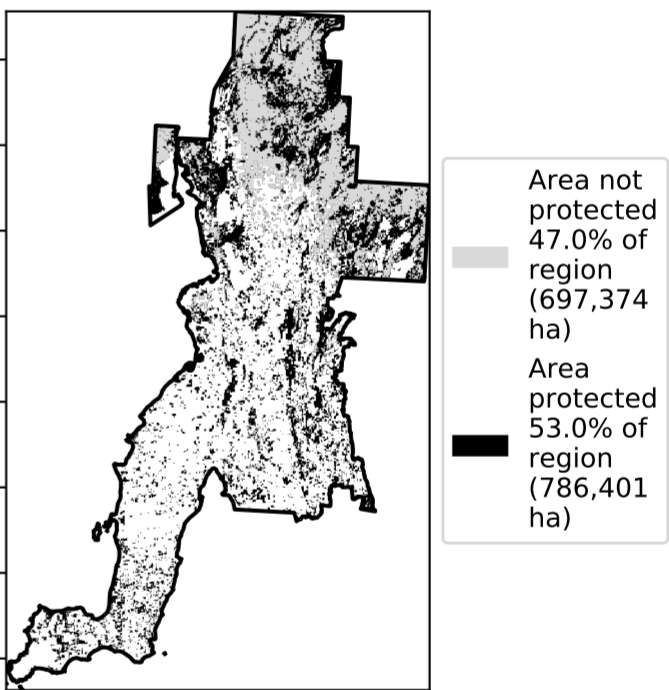 Area not
protected
47.0% of
region
(697,374
ha)
Area
protected
53.0% of
region
(786,401
ha)